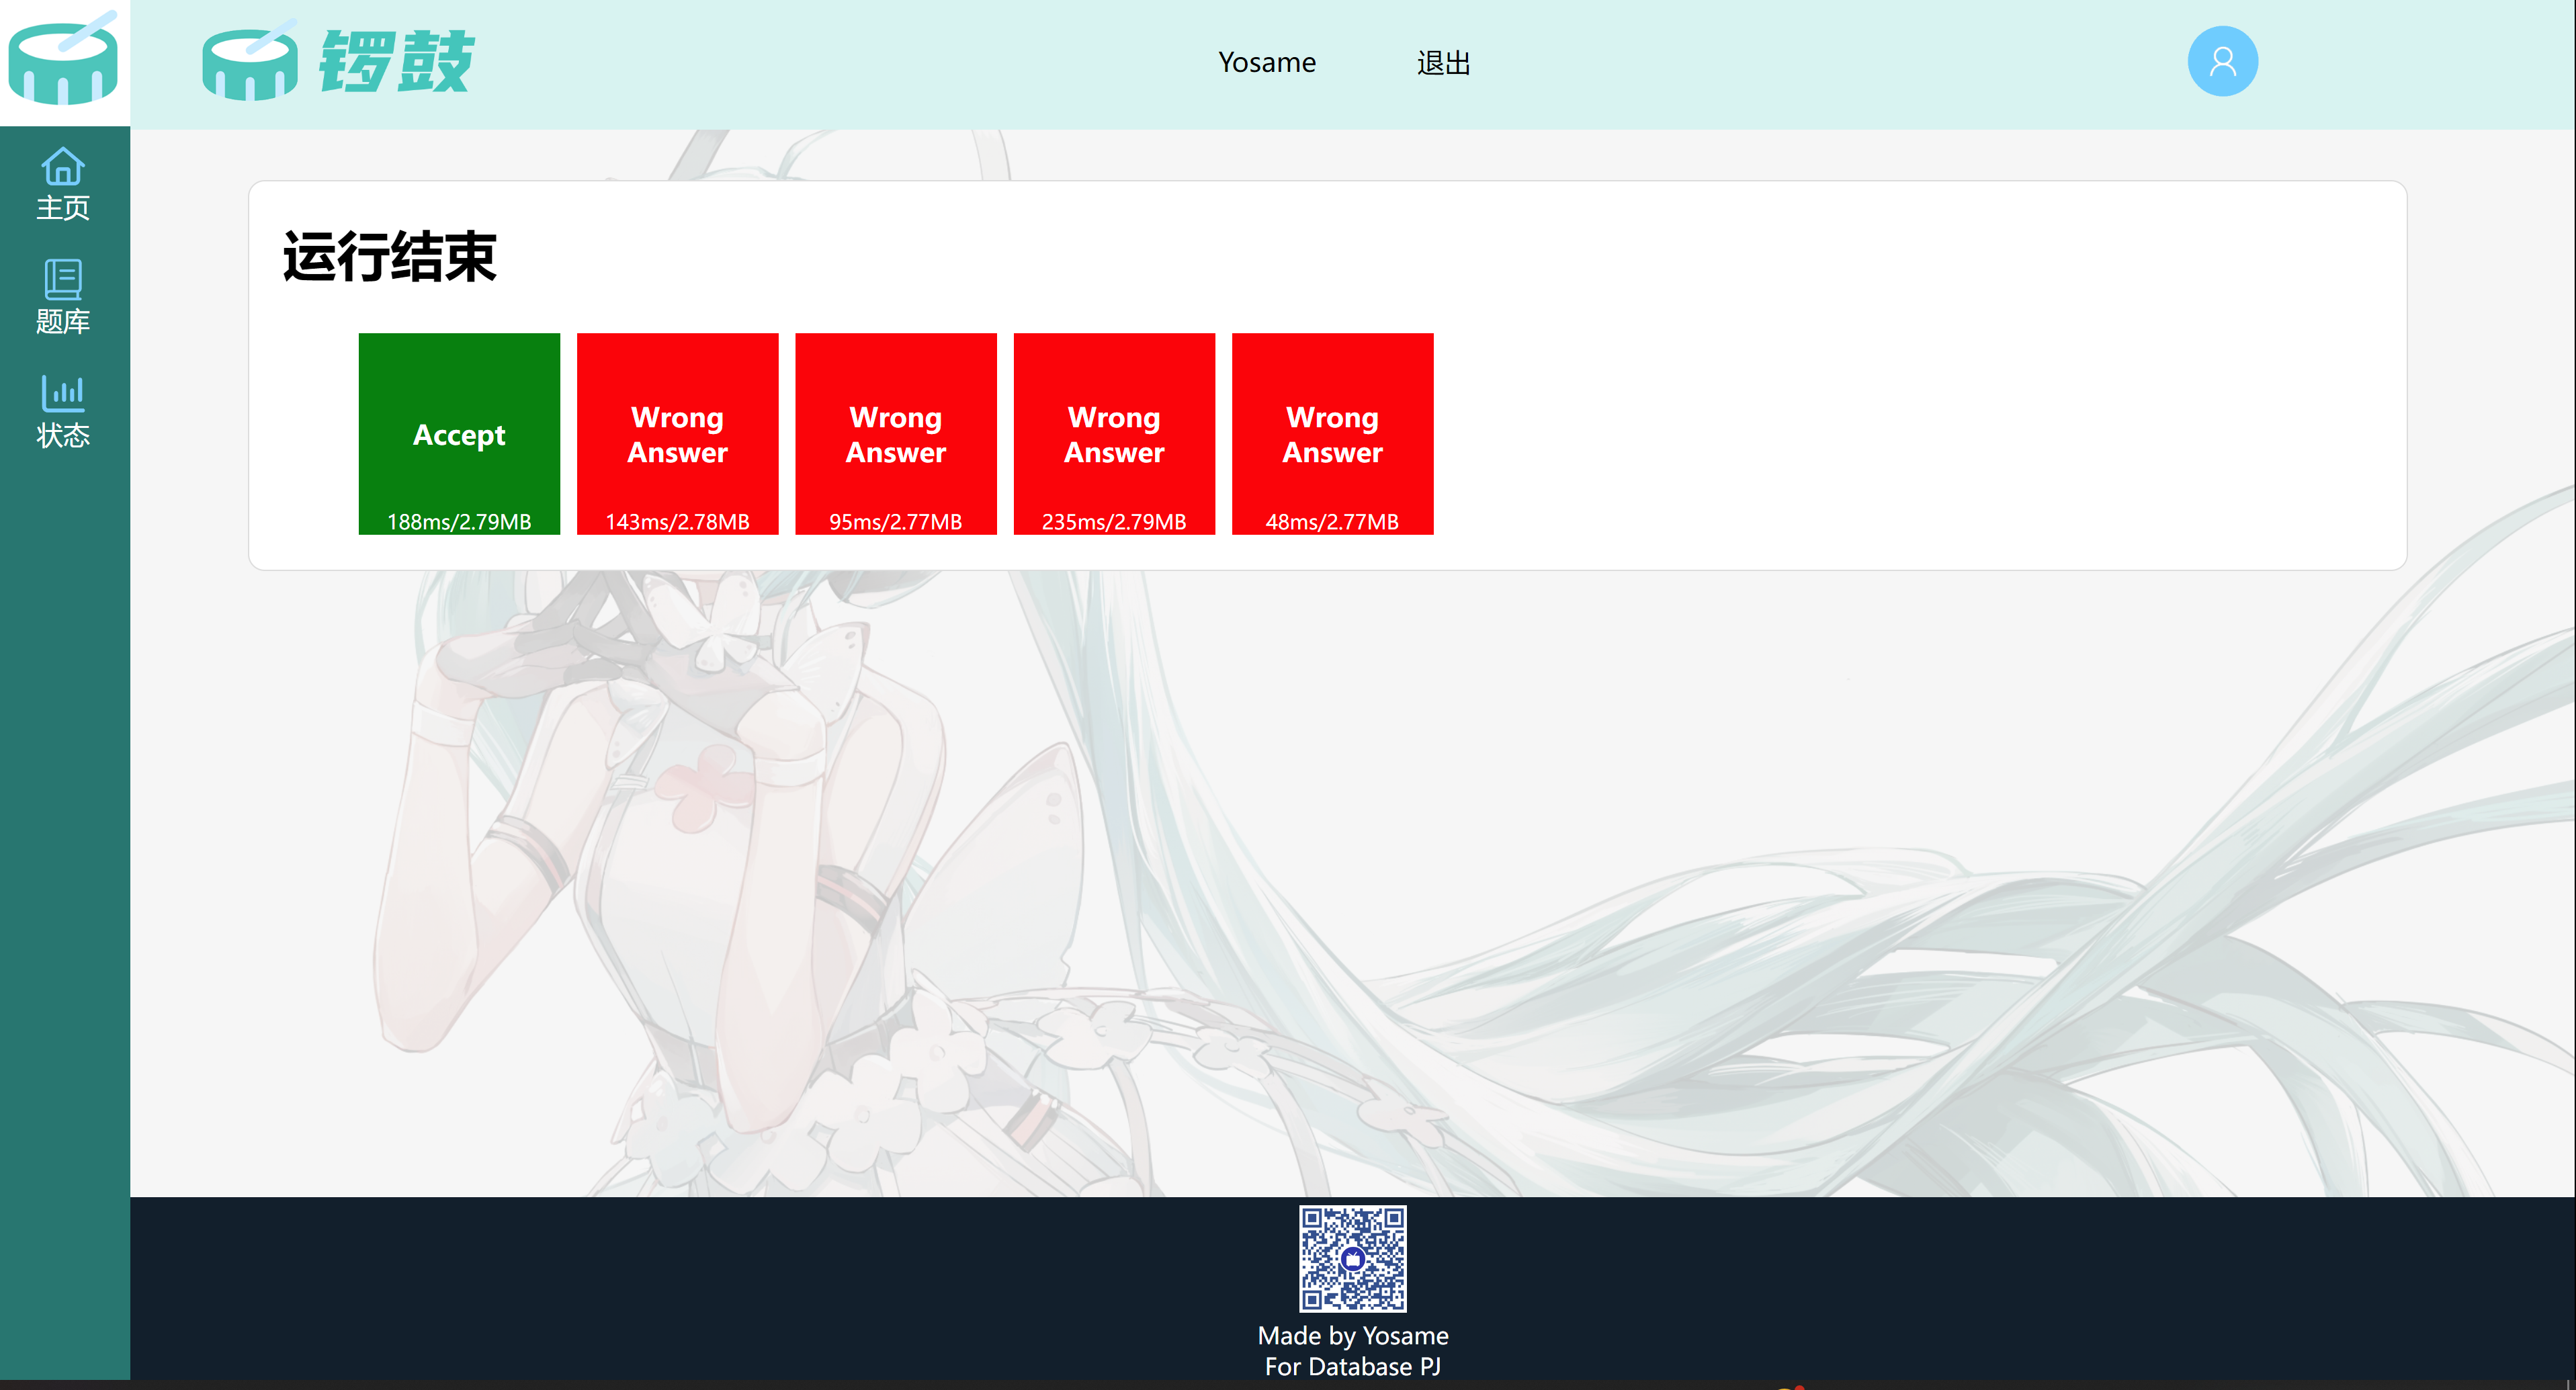 锣鼓
Yosame
退出
主页
题库
状态
运行结束
Accept
188ms/2.79MB
Wrong
Answer
143ms/2.78MB
Wrong
Answer
95ms/2.77MB
Wrong
Answer
235ms/2.79MB
Wrong
Answer
48ms/2.77MB
Made by Yosame
For Database PJ